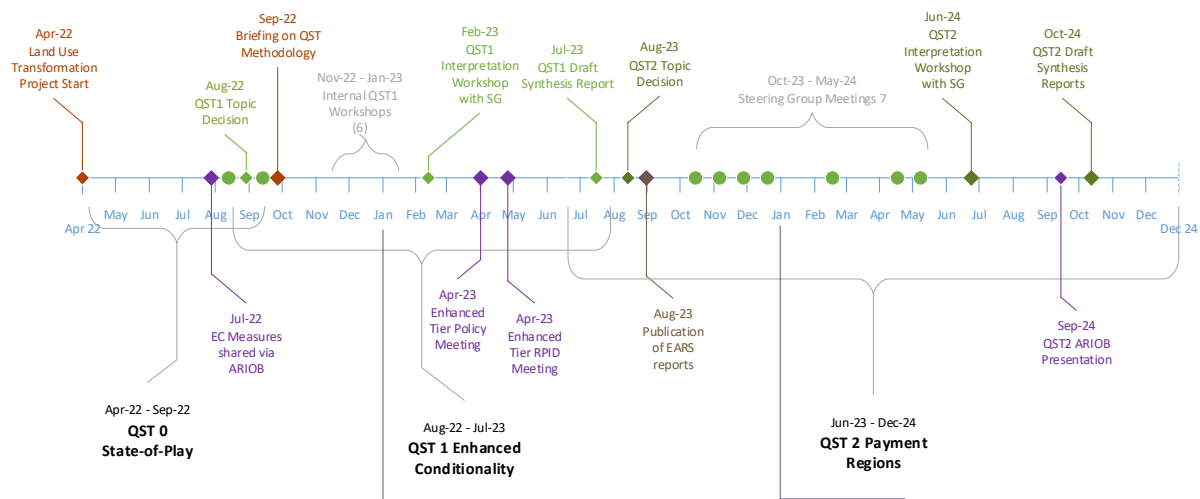 Apr-22
Land Use
Transformation
Project Start
Aug-22
QST1 Topic
Decision
Sep-22
Briefing on QST
Methodology
Nov-22 - Jan-23
Internal QST1
Workshops
(6)
Feb-23
QST1
Interpretation
Workshop
with SG
Jul-23
QST1 Draft
Synthesis Report
Aug-23
QST2 Topic
Decision
Oct-23 - May-24
Steering Group Meetings 7
Jun-24
QST2
Interpretation
Workshop
with SG
Oct-24
QST2 Draft
Synthesis
Reports
Apr 22 May Jun Jul Aug Sep Oct Nov Dec Jan Feb Mar Apr May Jun Jul Aug Sep Oct Nov Dec Jan Feb Mar Apr May Jun Jul Aug Sep Oct Nov Dec Dec 24
Jul-22
EC Measures
shared via
ARIOB
Apr-23
Enhanced
Tier Policy
Meeting
Apr-23
Enhanced
Tier RPID
Meeting
Aug-23
Publication
of EARS
reports
Sep-24
QST2 ARIOB
Presentation
Apr-22 - Sep-22
QST 0
State-of-Play
Aug-22 - Jul-23
QST 1 Enhanced
Conditionality
Jun-23 - Dec-24
QST 2 Payment
Regions